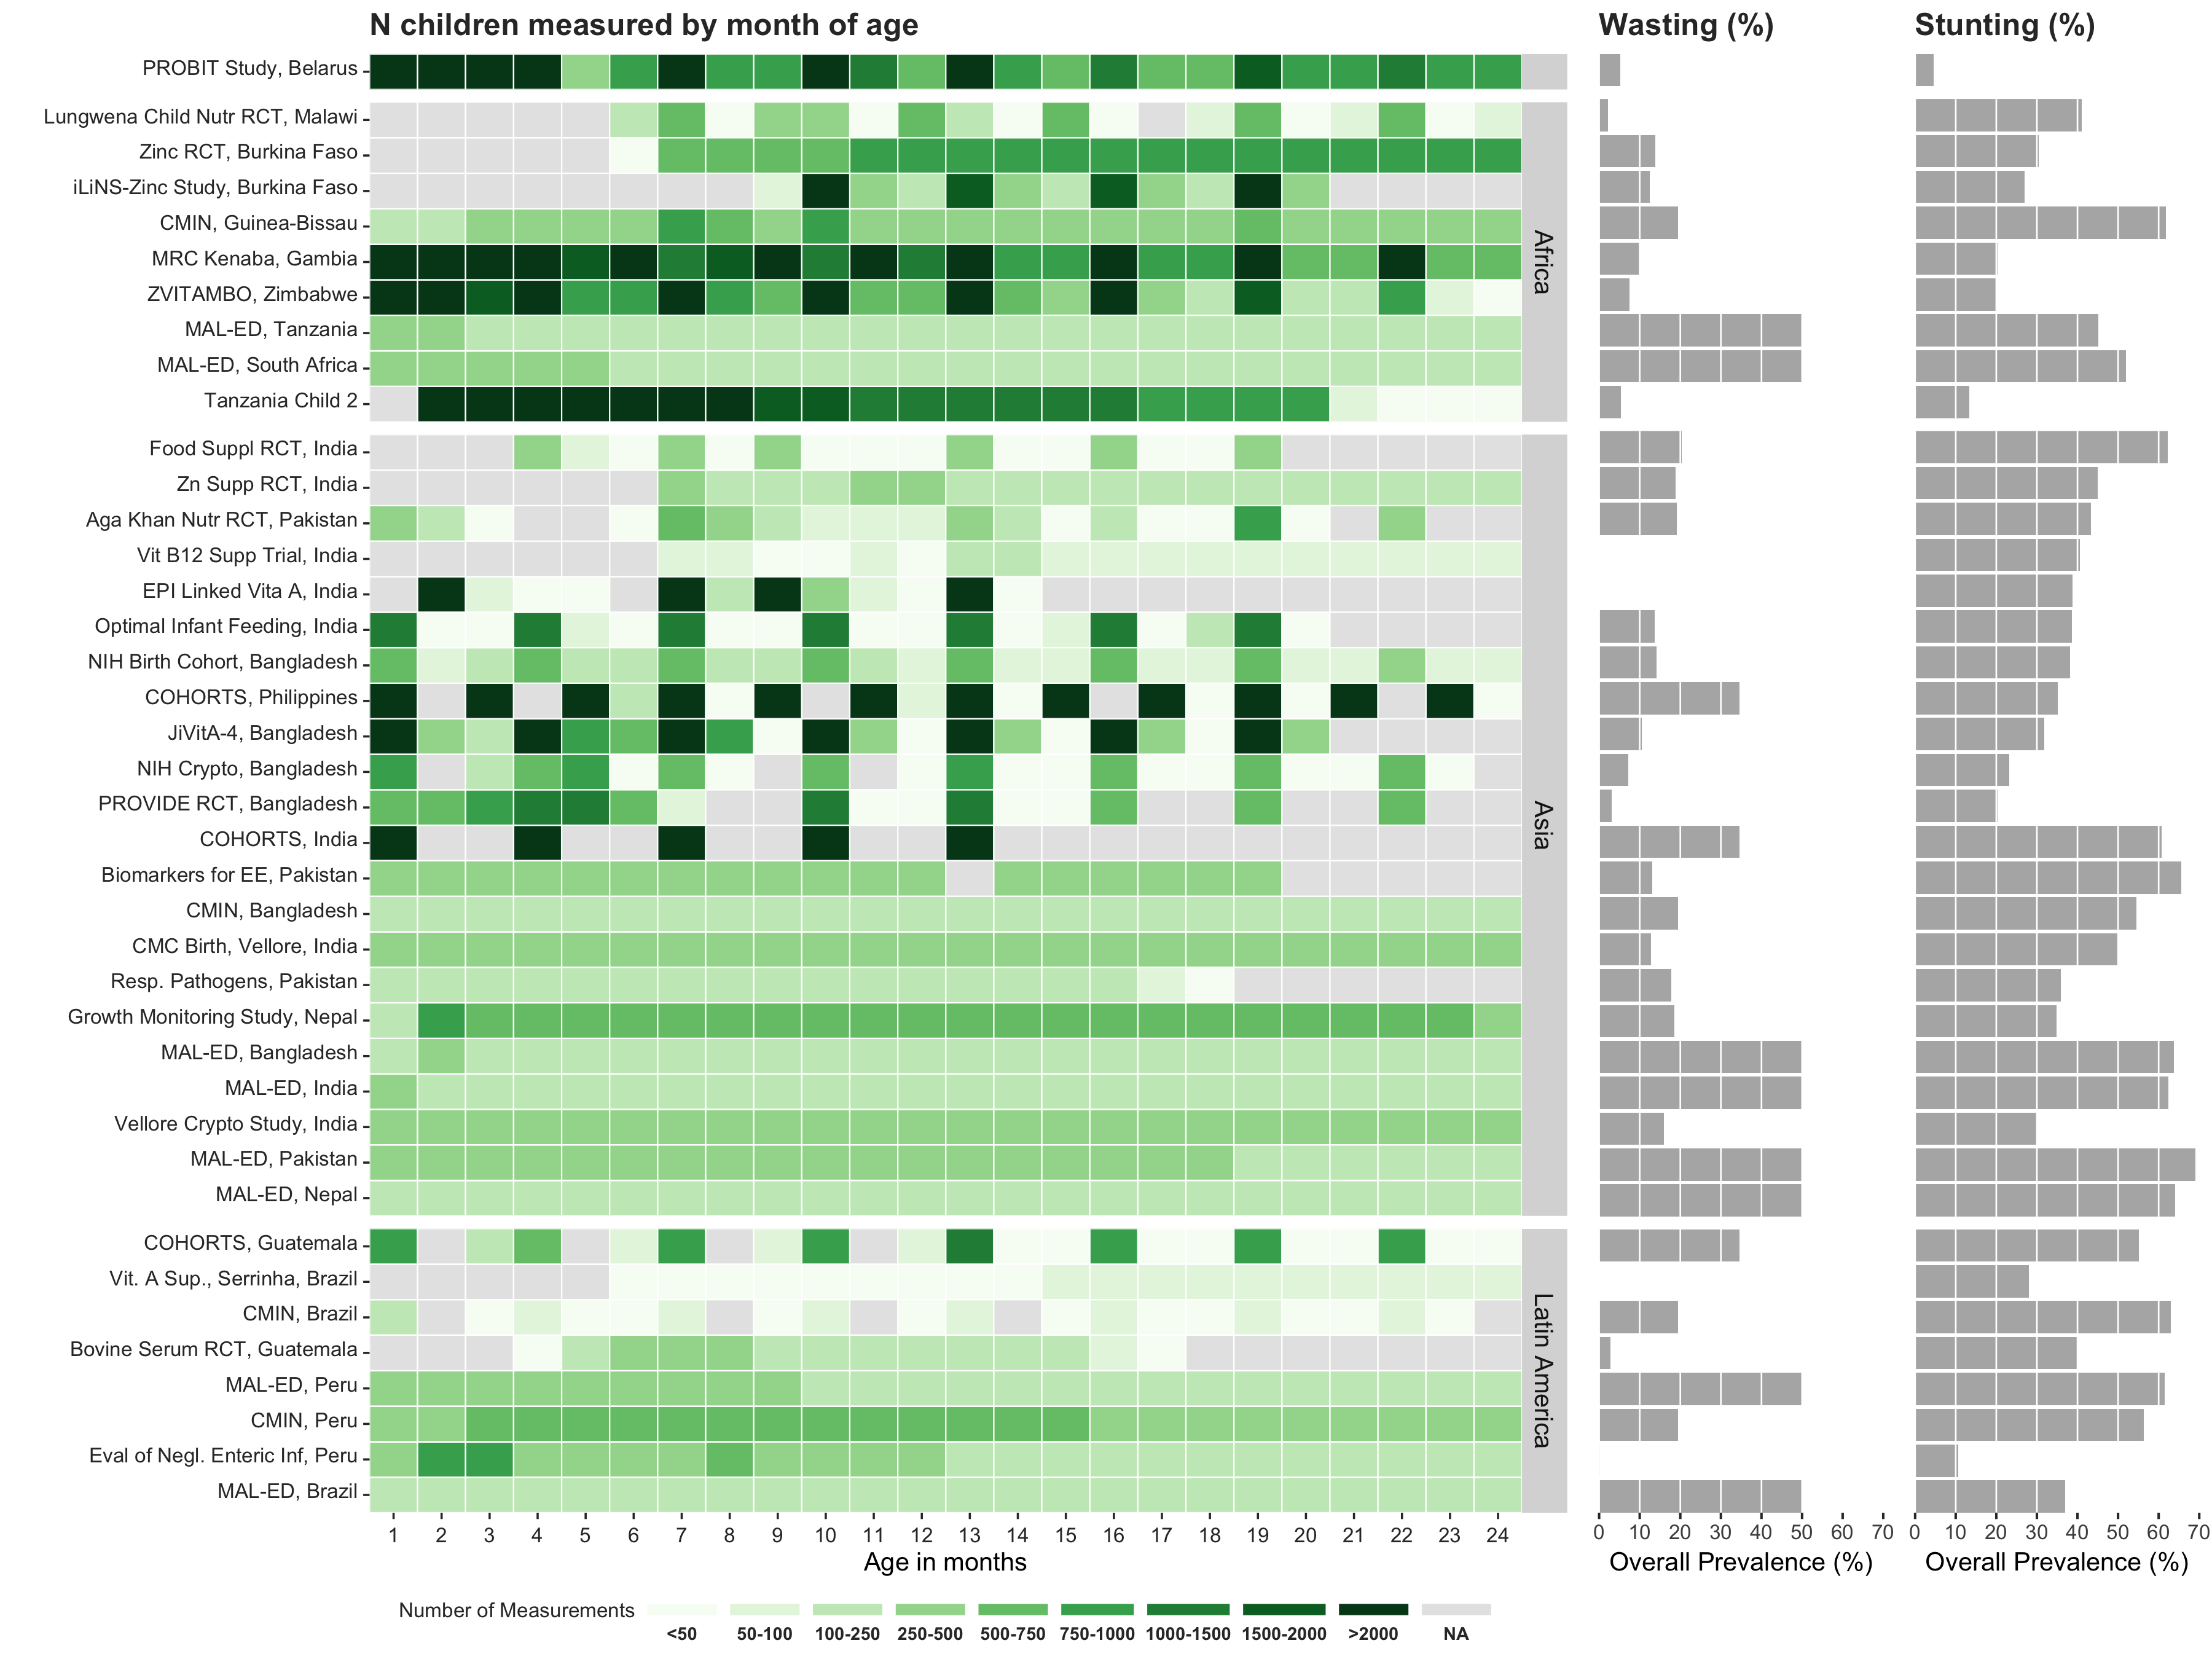 N children measured by month of age
Wasting (%)
Stunting (%)
PROBIT Study, Belarus
Lungwena Child Nutr RCT, Malawi
Zinc RCT, Burkina Faso
iLiNS-Zinc Study, Burkina Faso
CMIN, Guinea-Bissau
MRC Kenaba, Gambia
ZVITAMBO, Zimbabwe
MAL-ED, Tanzania
MAL-ED, South Africa
Tanzania Child 2
Africa
Food Suppl RCT, India
Zn Supp RCT, India
Aga Khan Nutr RCT, Pakistan
Vit B12 Supp Trial, India
EPI Linked Vita A, India
Optimal Infant Feeding, India
NIH Birth Cohort, Bangladesh
COHORTS, Philippines
JiVitA-4, Bangladesh
NIH Crypto, Bangladesh
PROVIDE RCT, Bangladesh
COHORTS, India
Biomarkers for EE, Pakistan
CMIN, Bangladesh
CMC Birth, Vellore, India
Resp. Pathogens, Pakistan
Growth Monitoring Study, Nepal
MAL-ED, Bangladesh
MAL-ED, India
Vellore Crypto Study, India
MAL-ED, Pakistan
MAL-ED, Nepal
Asia
COHORTS, Guatemala
Vit. A Sup., Serrinha, Brazil
CMIN, Brazil
Bovine Serum RCT, Guatemala
MAL-ED, Peru
CMIN, Peru
Eval of Negl. Enteric Inf, Peru
MAL-ED, Brazil
Latin America
1 2 3 4 5 6 7 8 9 10 11 12 13 14 15 16 17 18 19 20 21 22 23 24
Age in months
0 10 20 30 40 50 60 70
Overall Prevalence (%)
0 10 20 30 40 50 60 70
Overall Prevalence (%)
Number of Measurements
<50 50-100 100-250 250-500 500-750 750-1000 1000-1500 1500-2000 >2000 NA